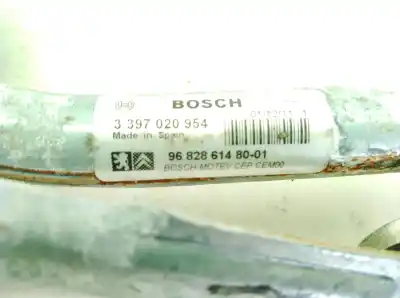 BOSCH
3 397 020 954
Made in Spain
96 828 614 80-01
BOSCH MOTEV CEP CEM00